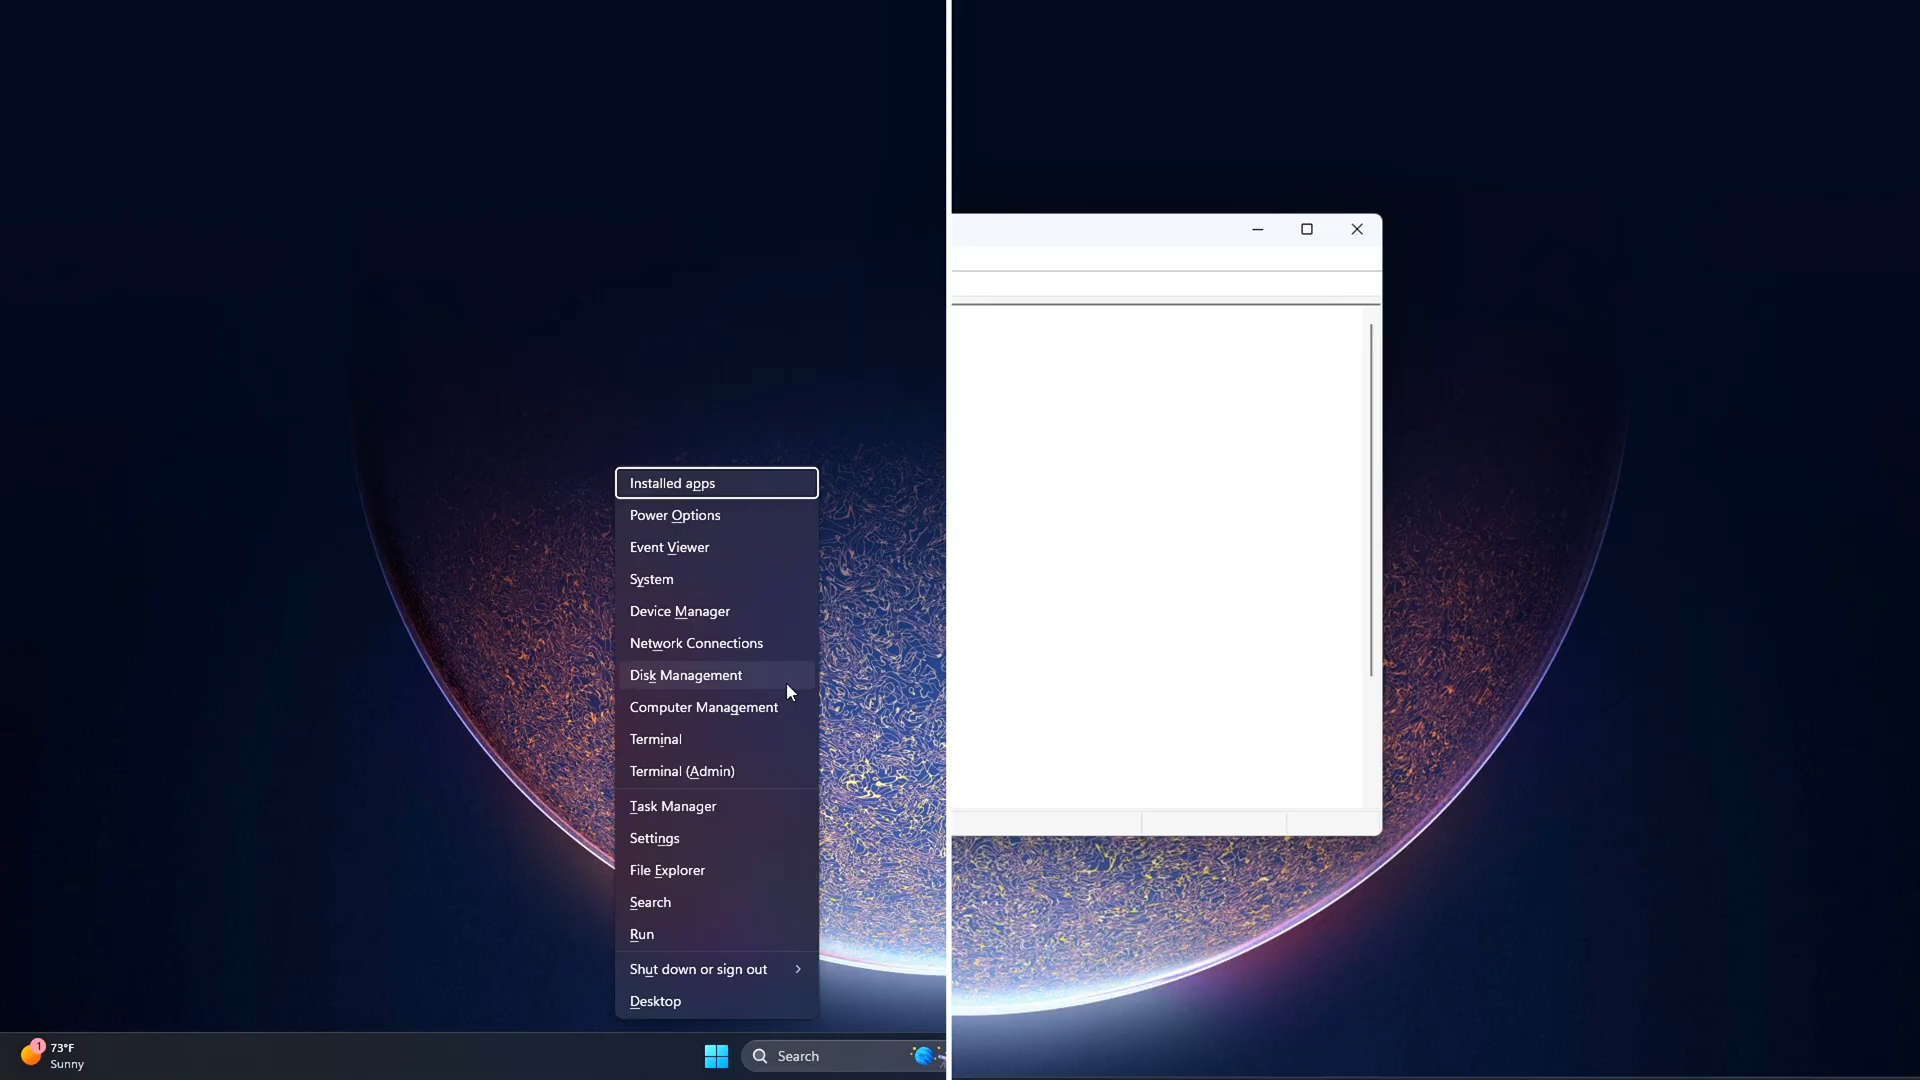 Installed apps
Power Options
Event Viewer
System
Device Manager
Network Connections
Disk Management
Computer Management
Terminal
Terminal (Admin)
Task Manager
Settings
File Explorer
Search
Run
Shut down or sign out
Desktop
1
73°F
Sunny
Search